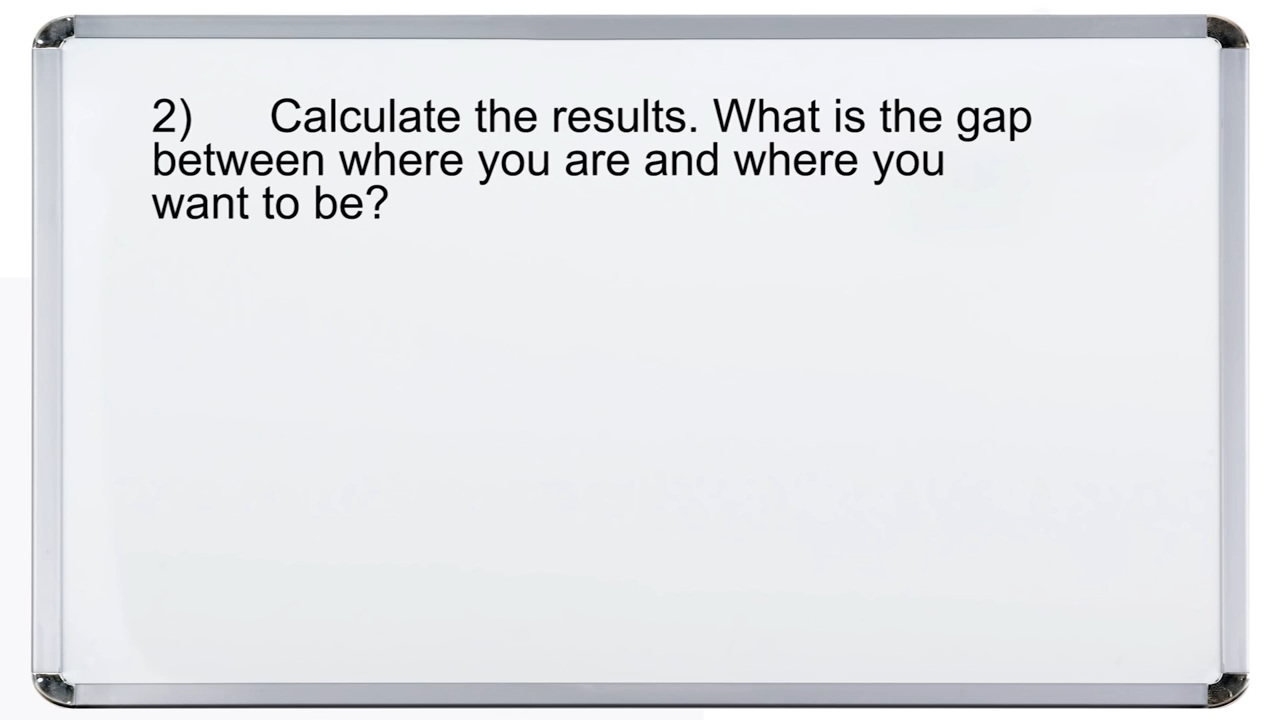 2) Calculate the results. What is the gap
between where you are and where you
want to be?